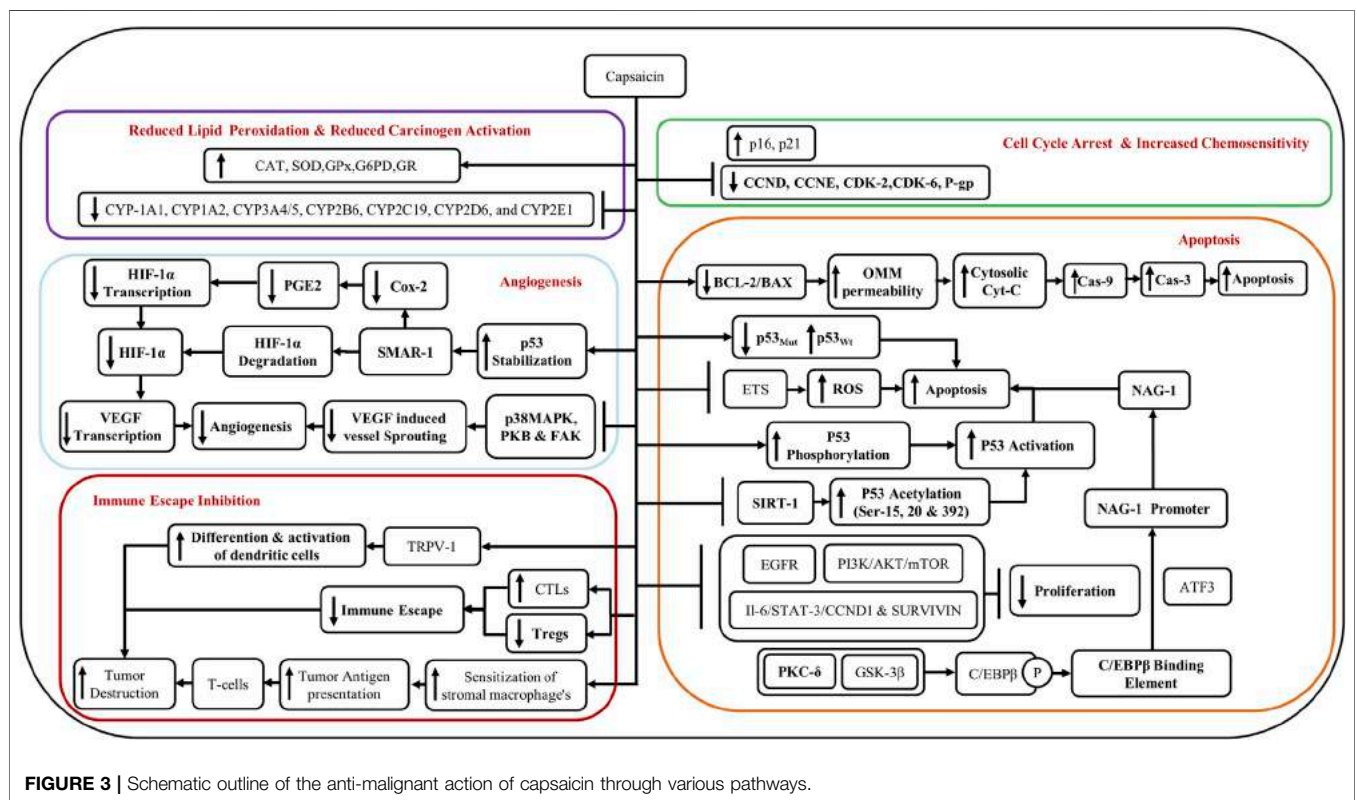 Capsaicin
Reduced Lipid Peroxidation & Reduced Carcinogen Activation
CAT, SOD,GPx,G6PD,GR
CYP-1A1, CYP1A2, CYP3A4/5, CYP2B6, CYP2C19, CYP2D6, and CYP2E1
p16, p21
Cell Cycle Arrest & Increased Chemosensitivity
CCND, CCNE, CDK-2,CDK-6, P-gp
Angiogenesis
HIF-1α
Transcription
PGE2
Cox-2
HIF-1α
HIF-1α
Degradation
SMAR-1
p53
Stabilization
VEGF
Transcription
Angiogenesis
VEGF induced
vessel Sprouting
p38MAPK,
PKB & FAK
Immune Escape Inhibition
Differention & activation
of dendritic cells
TRPV-1
CTLs
Immune Escape
Tregs
Tumor
Destruction
T-cells
Tumor Antigen
presentation
Sensitization of
stromal macrophage's
Apoptosis
BCL-2/BAX
OMM
permeability
Cytosolic
Cyt-C
Cas-9
Cas-3
Apoptosis
p53Mut p53Wt
ETS
ROS
Apoptosis
NAG-1
P53
Phosphorylation
P53 Activation
SIRT-1
P53 Acetylation
(Ser-15, 20 & 392)
NAG-1 Promoter
EGFR
PI3K/AKT/mTOR
Il-6/STAT-3/CCND1 & SURVIVIN
Proliferation
ATF3
PKC-δ
GSK-3β
C/EBPβ
P
C/EBPβ Binding
Element
FIGURE 3 | Schematic outline of the anti-malignant action of capsaicin through various pathways.